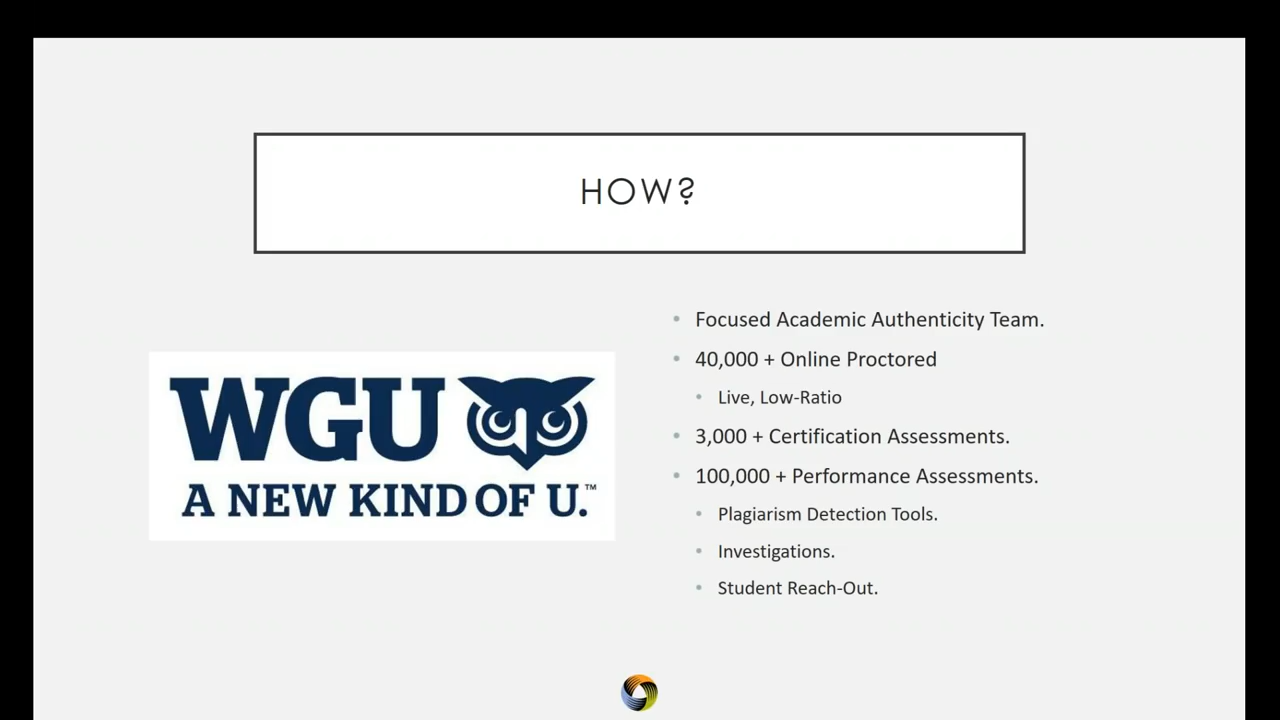 HOW?
WGU
A NEW KIND OF U.™
• Focused Academic Authenticity Team.
• 40,000 + Online Proctored
• Live, Low-Ratio
• 3,000 + Certification Assessments.
• 100,000 + Performance Assessments.
• Plagiarism Detection Tools.
• Investigations.
• Student Reach-Out.